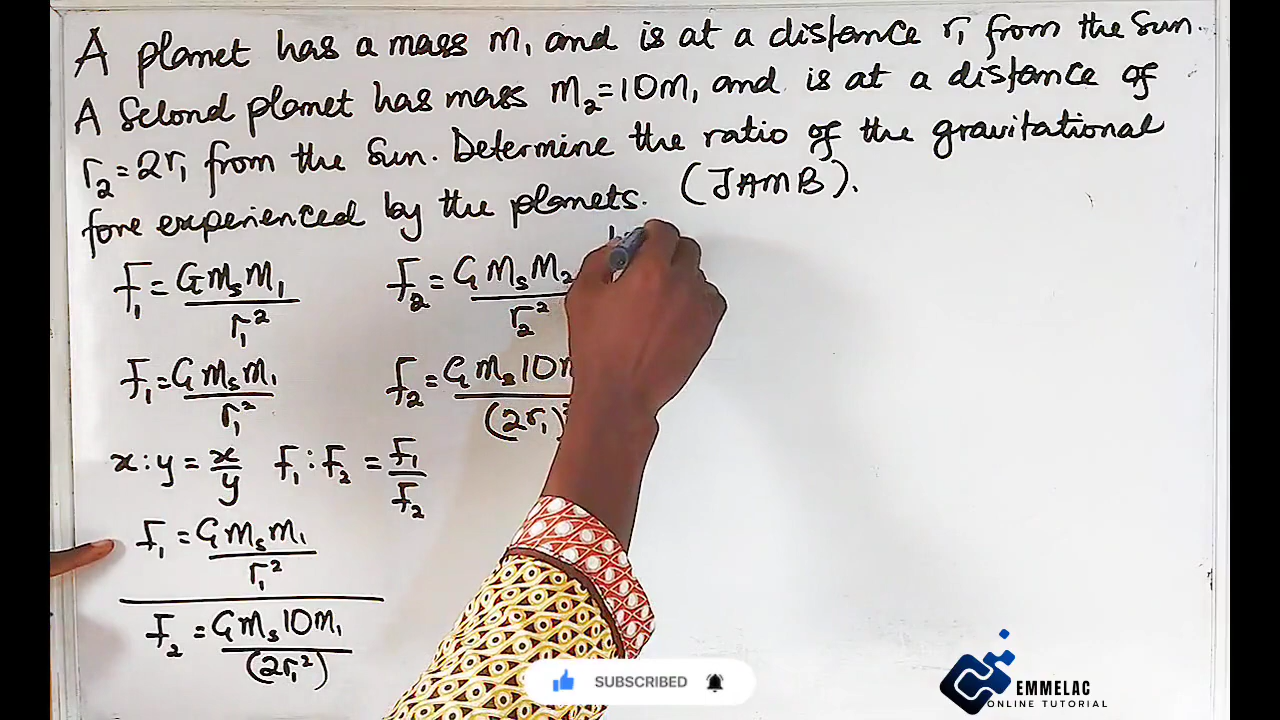 A planet has a mass m₁ and is at a distance r₁ from the Sun.
A Second planet has mass m₂=10m₁ and is at a distance of
r₂=2r₁ from the Sun. Determine the ratio of the gravitational
force experienced by the planets. (JAMB).
F₁ = GmₛM₁ / r₁²    F₂ = GMₛM₂ / r₂²
F₁ = Gmₛm₁ / r₁²    F₂ = Gmₛ10 / (2r₁)
x:y = x/y    F₁:F₂ = F₁/F₂
F₁ = Gmₛm₁ / r₁²
F₂ = Gmₛ10m₁ / (2r₁²)
SUBSCRIBED
EMMELAC
ONLINE TUTORIAL